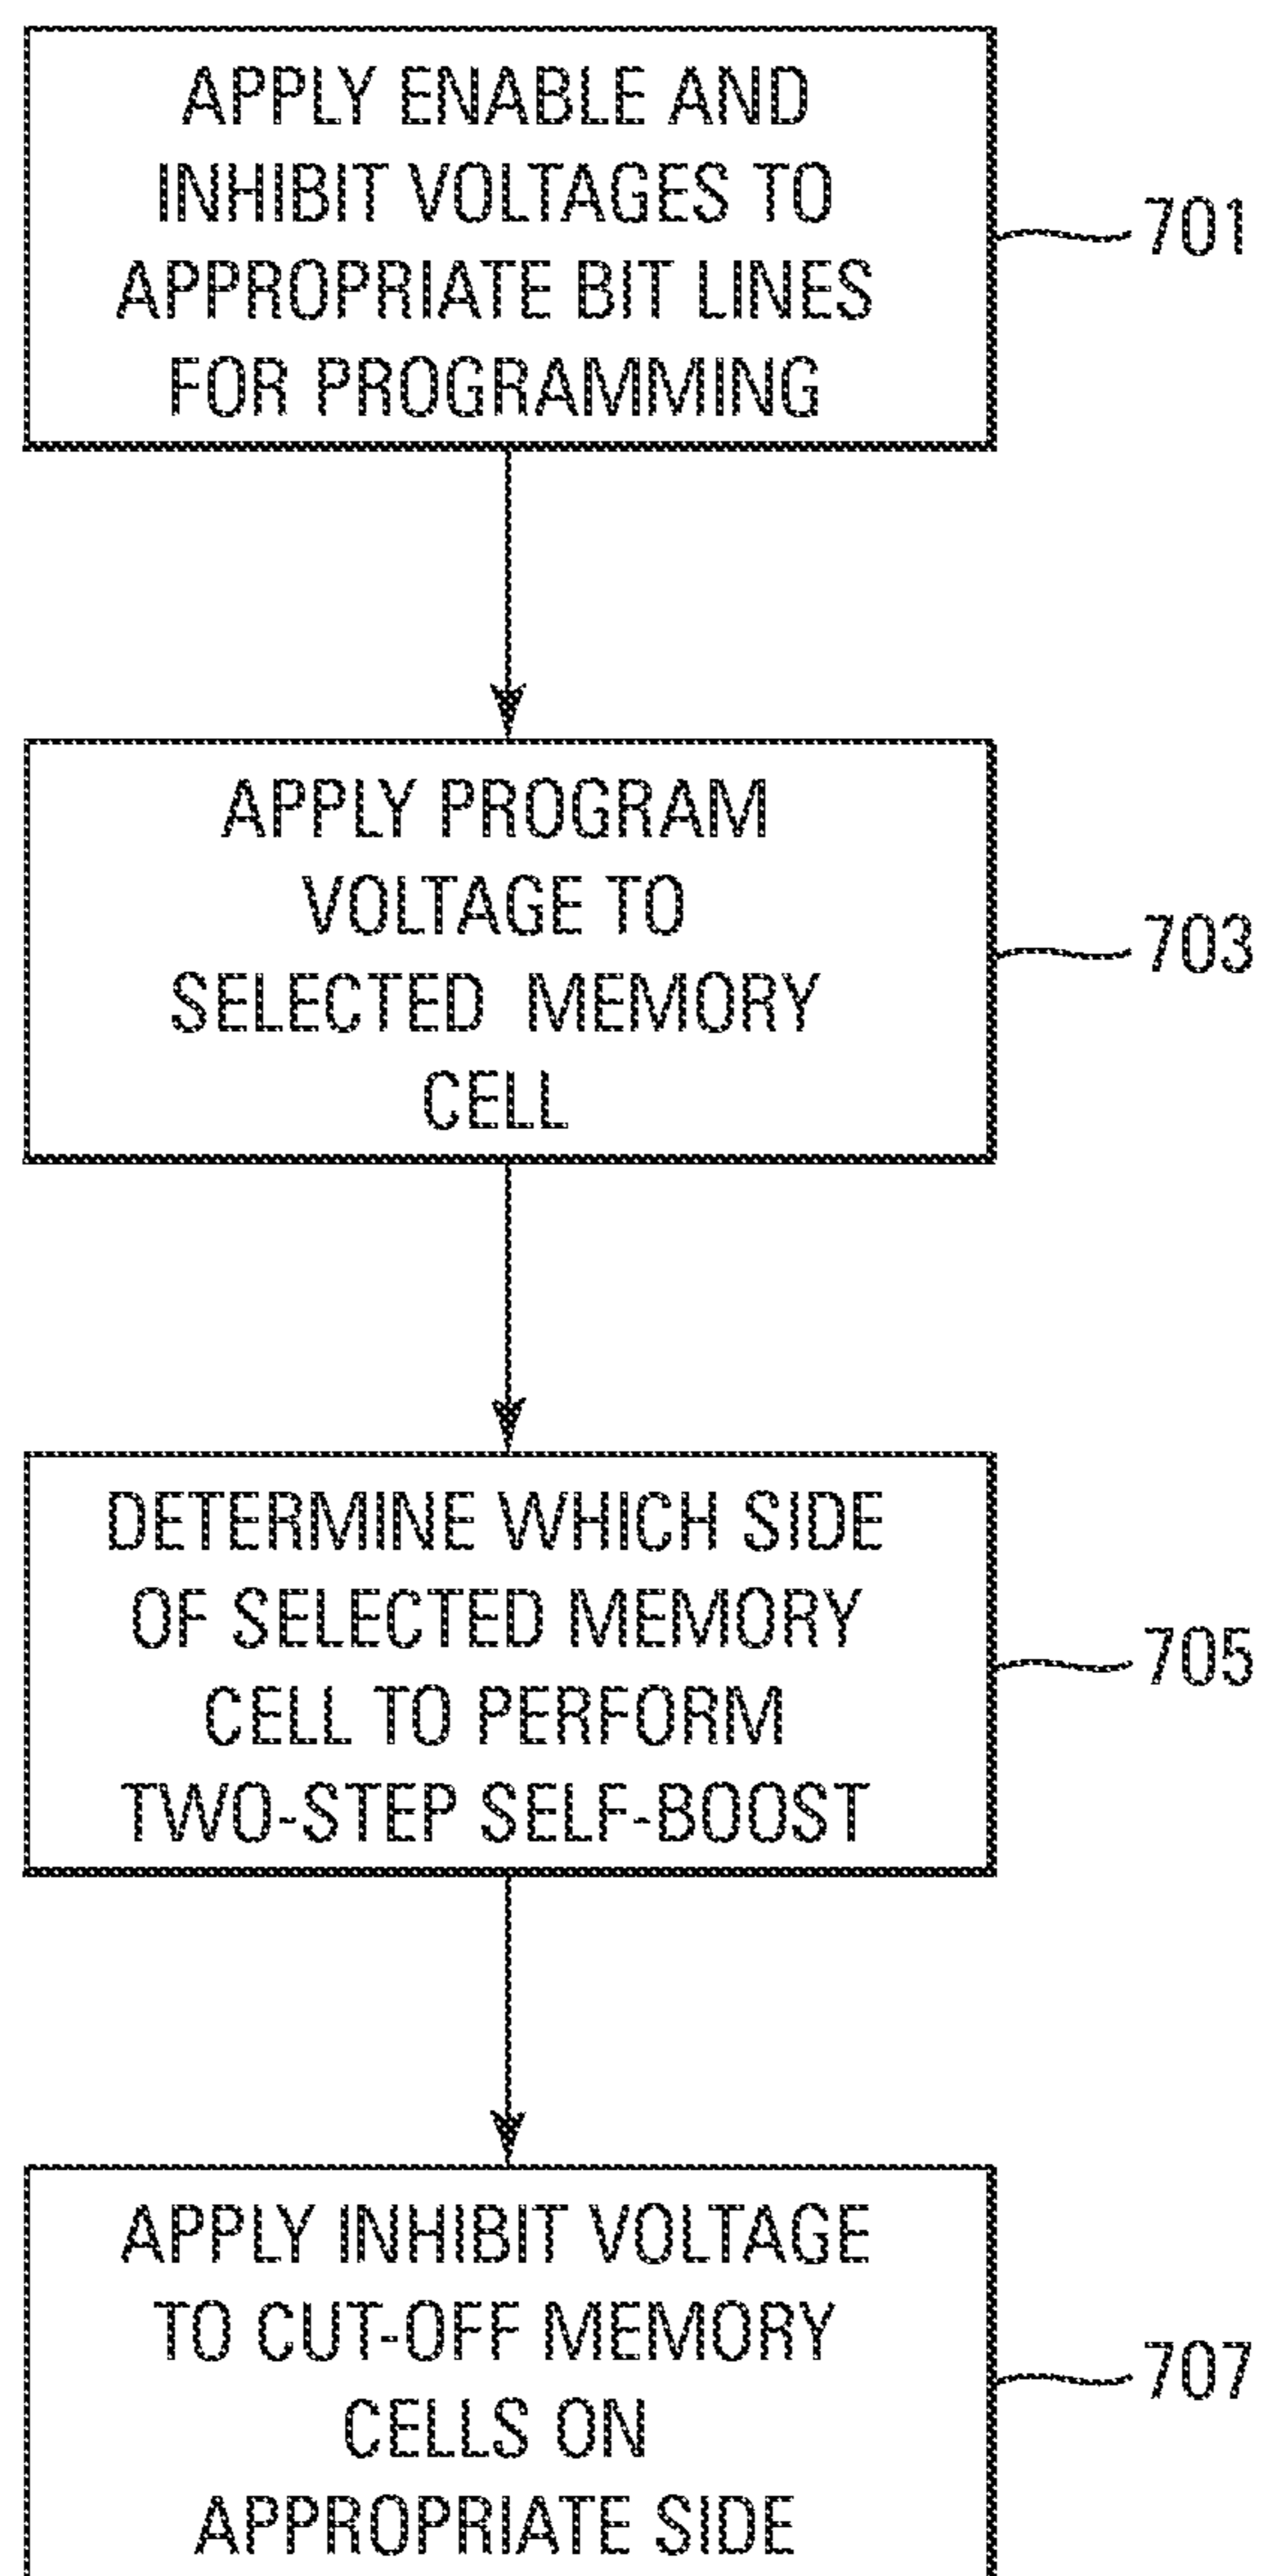 APPLY ENABLE AND
INHIBIT VOLTAGES TO
APPROPRIATE BIT LINES
FOR PROGRAMMING
701
APPLY PROGRAM
VOLTAGE TO
SELECTED MEMORY
CELL
703
DETERMINE WHICH SIDE
OF SELECTED MEMORY
CELL TO PERFORM
TWO-STEP SELF-BOOST
705
APPLY INHIBIT VOLTAGE
TO CUT-OFF MEMORY
CELLS ON
APPROPRIATE SIDE
707